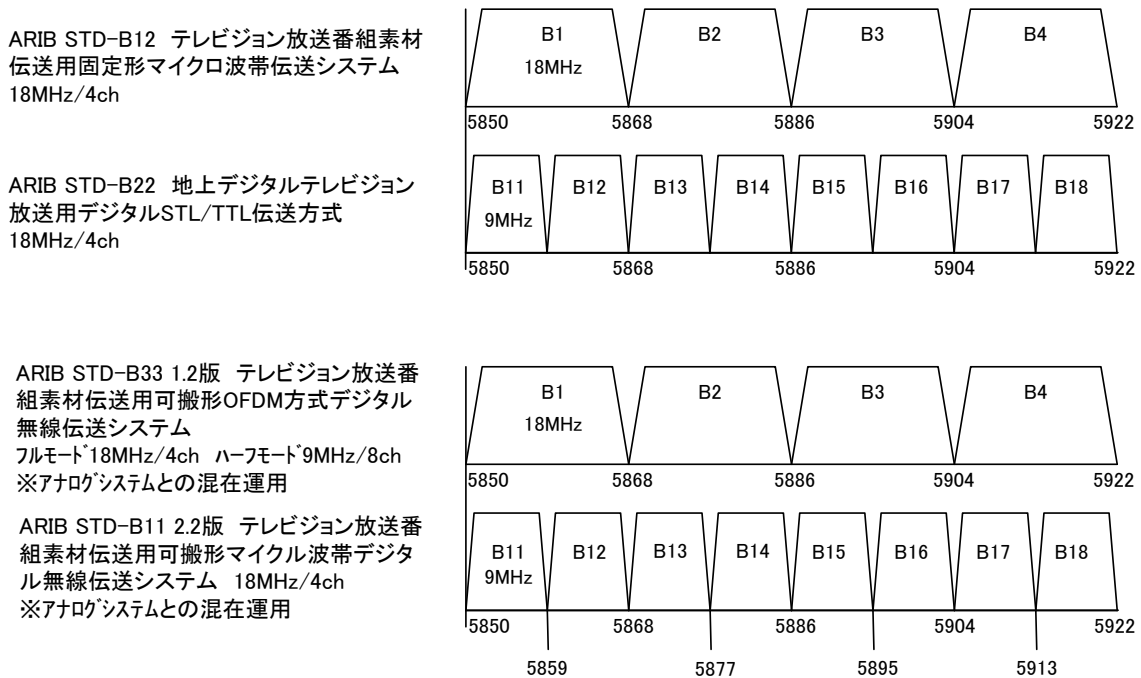 ARIB STD-B12 テレビジョン放送番組素材
伝送用固定形マイクロ波帯伝送システム
18MHz/4ch
B1
18MHz
B2
B3
B4
5850
5868
5886
5904
5922
ARIB STD-B22 地上デジタルテレビジョン
放送用デジタルSTL/TTL伝送方式
18MHz/4ch
B11
9MHz
B12
B13
B14
B15
B16
B17
B18
5850
5868
5886
5904
5922
ARIB STD-B33 1.2版 テレビジョン放送番
組素材伝送用可搬形OFDM方式デジタル
無線伝送システム
フルモード18MHz/4ch ハーフモード9MHz/8ch
※アナログシステムとの混在運用
B1
18MHz
B2
B3
B4
5850
5868
5886
5904
5922
ARIB STD-B11 2.2版 テレビジョン放送番
組素材伝送用可搬形マイクル波帯デジタ
ル無線伝送システム 18MHz/4ch
※アナログシステムとの混在運用
B11
9MHz
B12
B13
B14
B15
B16
B17
B18
5850
5868
5886
5904
5922
5859
5877
5895
5913